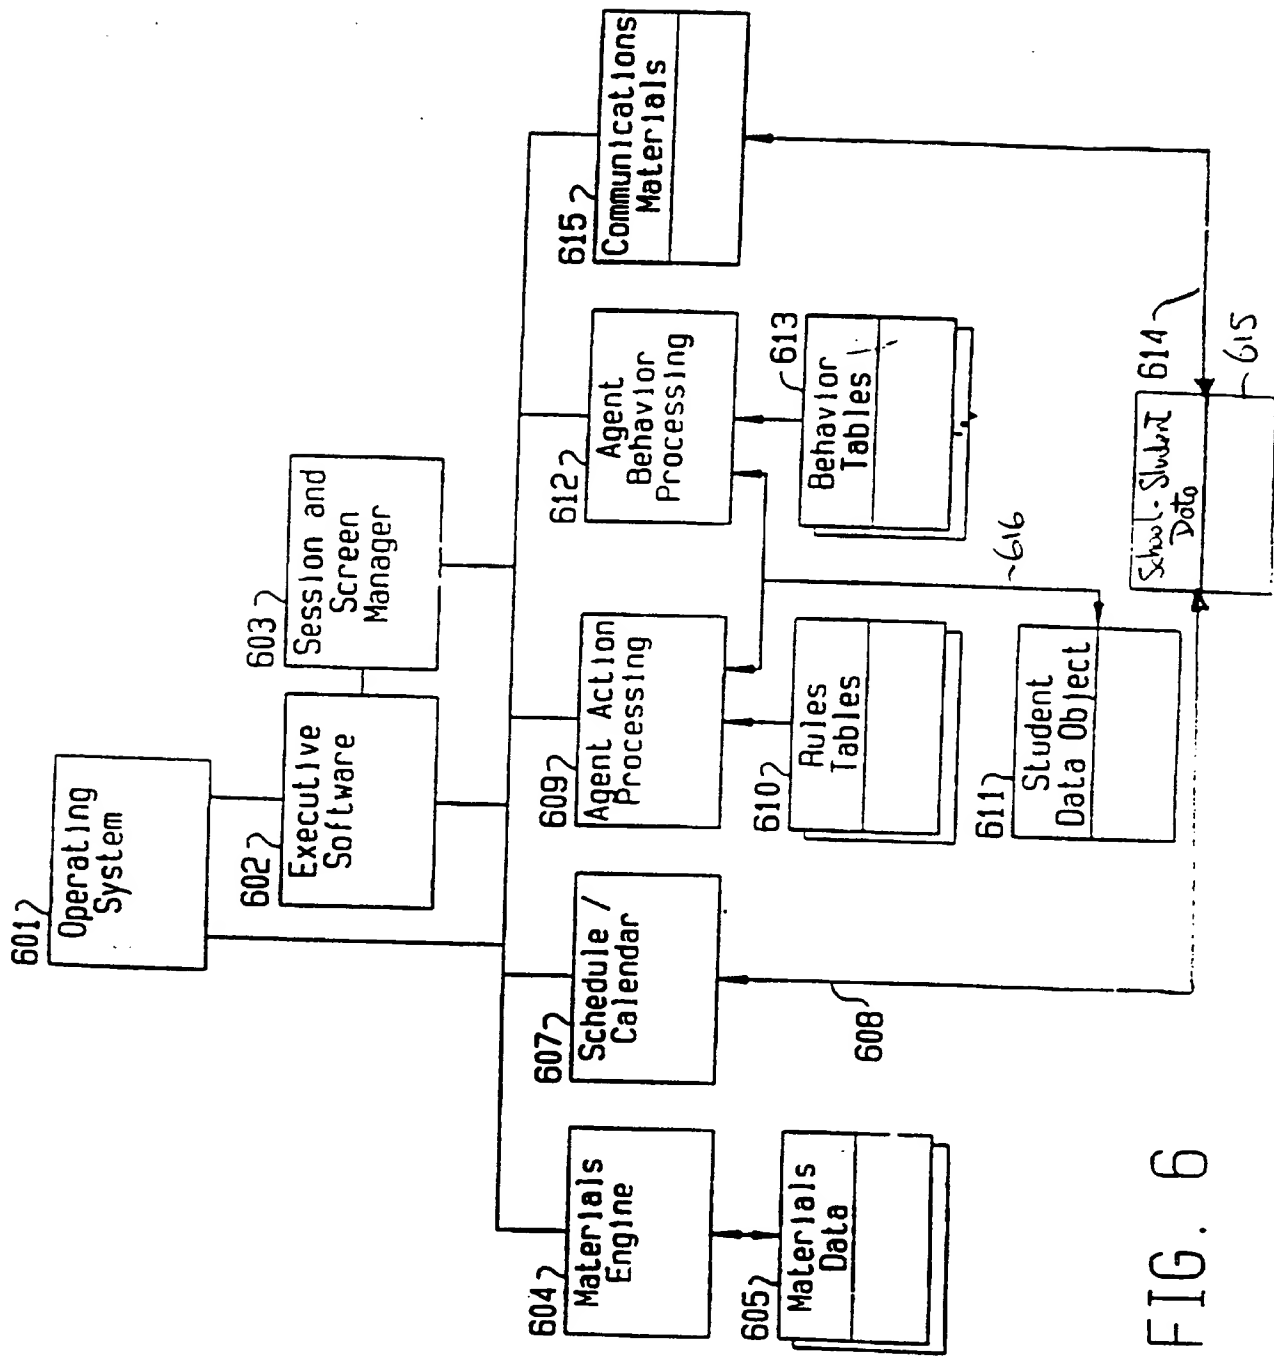 601
Operating
System
602
Executive
Software
603
Session and
Screen
Manager
604
Materials
Engine
607
Schedule /
Calendar
609
Agent Action
Processing
612
Agent
Behavior
Processing
615
Communications
Materials
605
Materials
Data
608
610
Rules
Tables
613
Behavior
Tables
611
Student
Data Object
616
614
School-Student
Data
615
FIG. 6